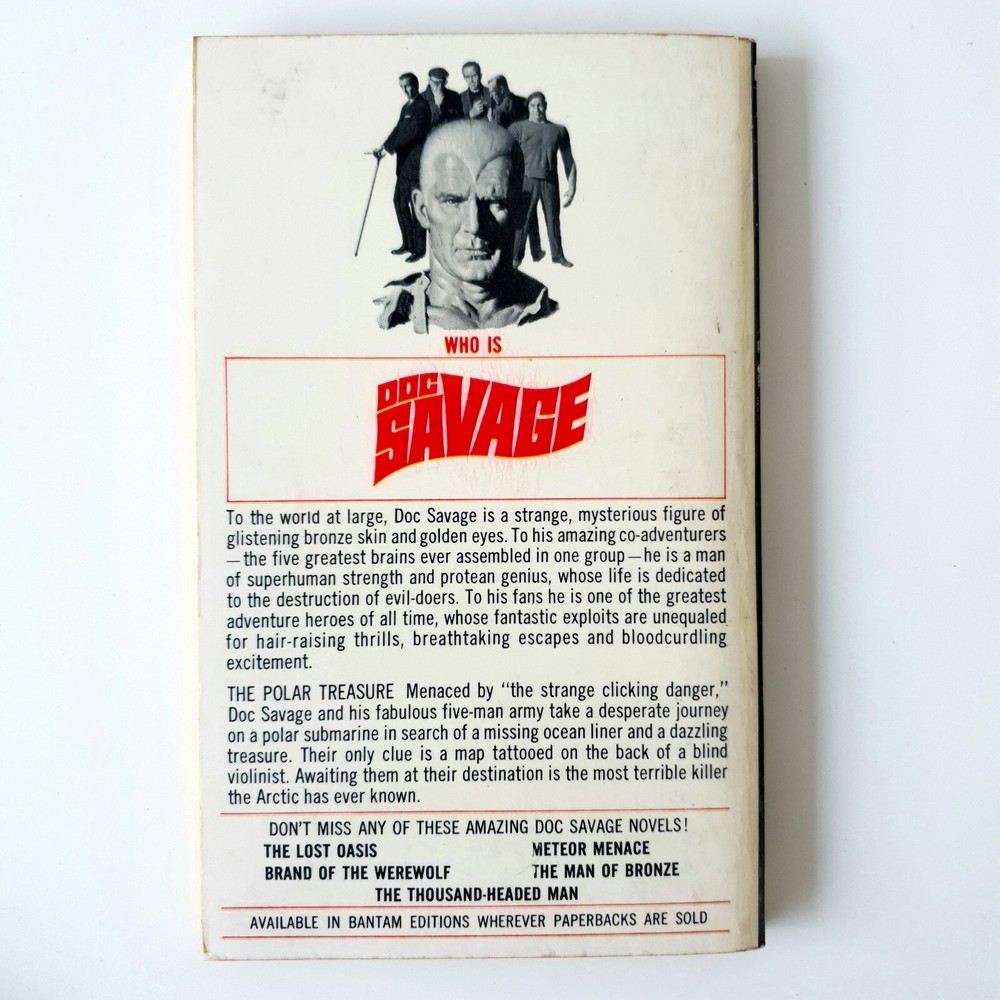 WHO IS
DOC
SAVAGE
To the world at large, Doc Savage is a strange, mysterious figure of
glistening bronze skin and golden eyes. To his amazing co-adventurers
—the five greatest brains ever assembled in one group—he is a man
of superhuman strength and protean genius, whose life is dedicated
to the destruction of evil-doers. To his fans he is one of the greatest
adventure heroes of all time, whose fantastic exploits are unequaled
for hair-raising thrills, breathtaking escapes and bloodcurdling
excitement.
THE POLAR TREASURE Menaced by “the strange clicking danger,”
Doc Savage and his fabulous five-man army take a desperate journey
on a polar submarine in search of a missing ocean liner and a dazzling
treasure. Their only clue is a map tattooed on the back of a blind
violinist. Awaiting them at their destination is the most terrible killer
the Arctic has ever known.
DON'T MISS ANY OF THESE AMAZING DOC SAVAGE NOVELS!
THE LOST OASIS METEOR MENACE
BRAND OF THE WEREWOLF THE MAN OF BRONZE
THE THOUSAND-HEADED MAN
AVAILABLE IN BANTAM EDITIONS WHEREVER PAPERBACKS ARE SOLD